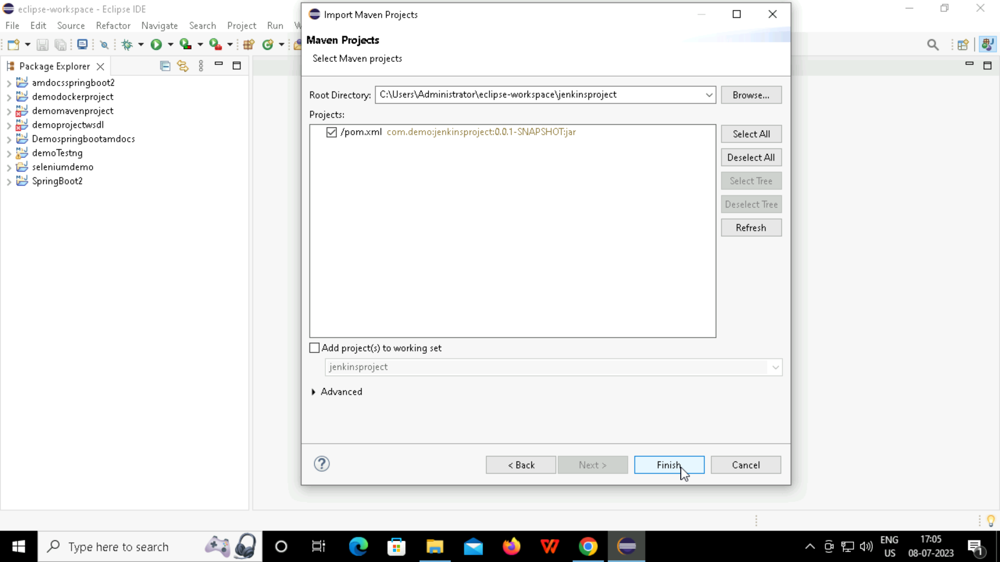 eclipse-workspace - Eclipse IDE
File Edit Source Refactor Navigate Search Project Run W
Package Explorer
amdocsspringboot2
demodockerproject
demomavenproject
demoprojectwsdl
Demospringbootamdocs
demoTestng
seleniumdemo
SpringBoot2
Import Maven Projects
Maven Projects
Select Maven projects
Root Directory: C:\Users\Administrator\eclipse-workspace\jenkinsproject Browse...
Projects:
/pom.xml com.demo:jenkinsproject:0.0.1-SNAPSHOT:jar
Select All
Deselect All
Select Tree
Deselect Tree
Refresh
Add project(s) to working set
jenkinsproject
Advanced
< Back Next > Finish Cancel
Type here to search
ENG
US
17:05
08-07-2023
1